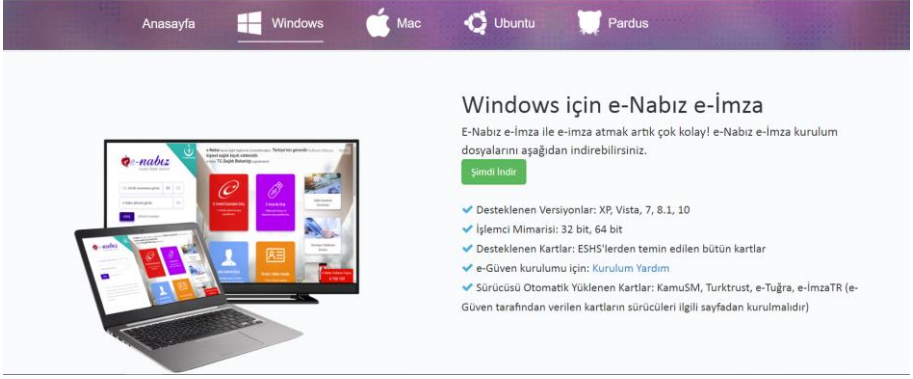 Anasayfa
Windows
Mac
Ubuntu
Pardus
Windows için e-Nabız e-İmza
E-Nabız e-İmza ile e-imza atmak artık çok kolay! e-Nabız e-İmza kurulum
dosyalarını aşağıdan indirebilirsiniz.
Şimdi İndir
Desteklenen Versiyonlar: XP, Vista, 7, 8.1, 10
İşlemci Mimarisi: 32 bit, 64 bit
Desteklenen Kartlar: ESHS'lerden temin edilen bütün kartlar
e-Güven kurulumu için: Kurulum Yardım
Sürücüsü Otomatik Yüklenen Kartlar: KamuSM, Turktrust, e-Tuğra, e-İmzaTR (e-
Güven tarafından verilen kartların sürücüleri ilgili sayfadan kurulmalıdır)
e-nabız
e-nabız